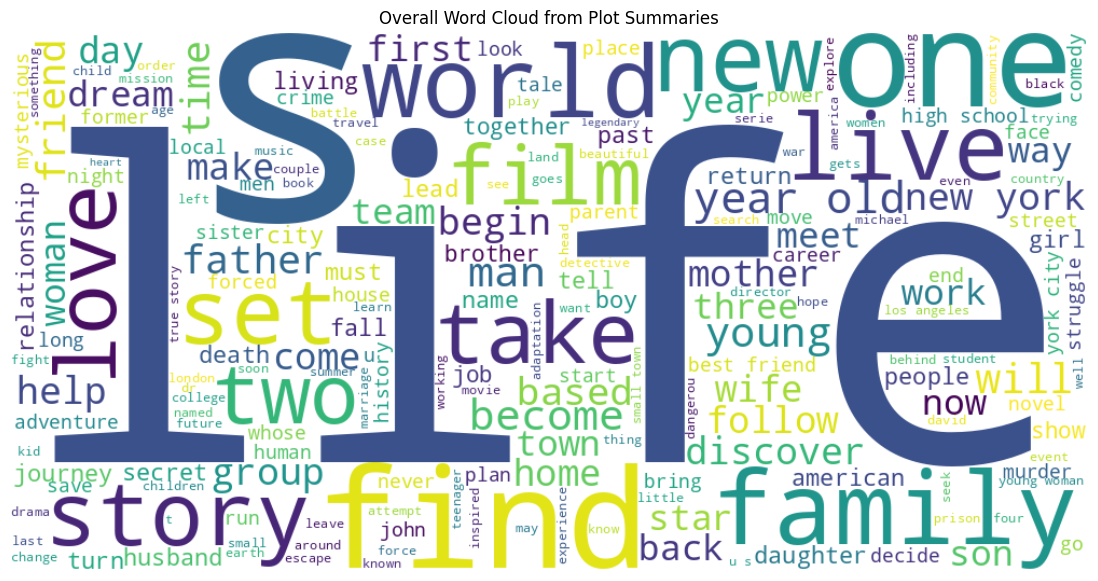 Overall Word Cloud from Plot Summaries
mysterious
something
friend
child
order
day
mission
dream
former
age
time
living
crime
battle
travel
first
look
world
tale
play
case
place
legendary
new
one
year
power
america
explore
including
community
black
comedy
s
local
together
past
serie
women
high school
trying
face
heart
night
make
music
couple
men
book
left
film
land
beautiful
goes
see
lead
parent
return
war
gets
live
even
way
country
relationship
woman
love
sister
city
team
begin
brother
man
head
detective
search
year old
new york
michael
move
career
street
girl
father
forced
must
house
tell
meet
mother
director
hope
struggle
long
true story
set
learn
fall
name
boy
want
three
end
work
los angeles
york city
fight
death
come
u
history
take
adaptation
young
behind
student
well
help
london
dr
soon
summer
college
marriage
working
job
movie
start
based
small town
best friend
dangerou
people
will
adventure
named
future
two
life
become
wife
now
novel
kid
whose
human
town
thing
follow
david
show
journey
secret
group
home
discover
event
save
children
never
plan
bring
american
murder
young woman
drama
story
find
teenager
inspired
experience
little
family
seek
t
run
attempt
john
may
know
star
prison
four
last
small
leave
around
force
back
u s
go
change
turn
husband
earth
escape
known
daughter
decide
son